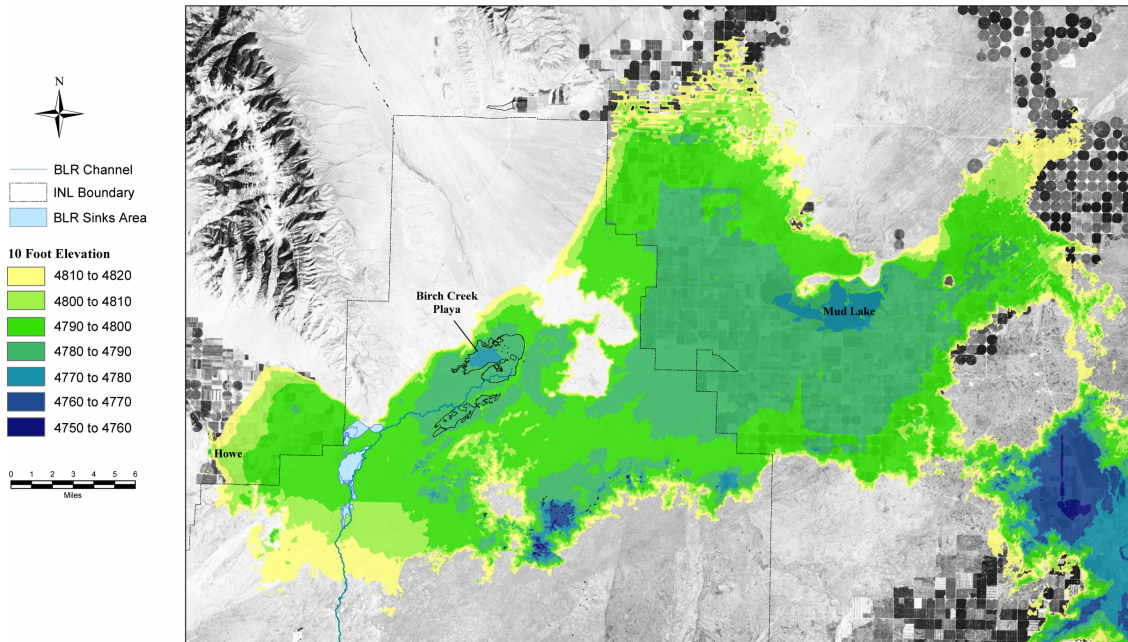 N
BLR Channel
INL Boundary
BLR Sinks Area
10 Foot Elevation
4810 to 4820
4800 to 4810
4790 to 4800
4780 to 4790
4770 to 4780
4760 to 4770
4750 to 4760
0 1 2 3 4 5 6
Miles
Birch Creek
Playa
Mud Lake
Howe